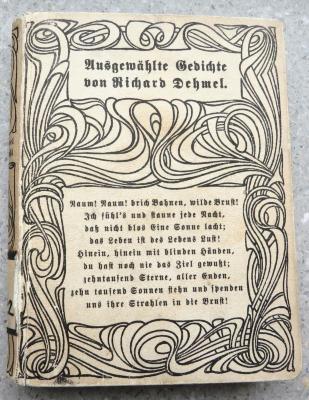 Ausgewählte Gedichte
von Richard Dehmel.
Raum! Raum! brich Bahnen, wilde Brust!
Ich fühl's und staune jede Nacht,
daß nicht blos Eine Sonne lacht;
das Leben ist des Lebens Lust!
Hinein, hinein mit blinden Händen,
du hast noch nie das Ziel gewußt;
zehntausend Sterne, aller Enden,
zehn tausend Sonnen stehn und spenden
uns ihre Strahlen in die Brust!